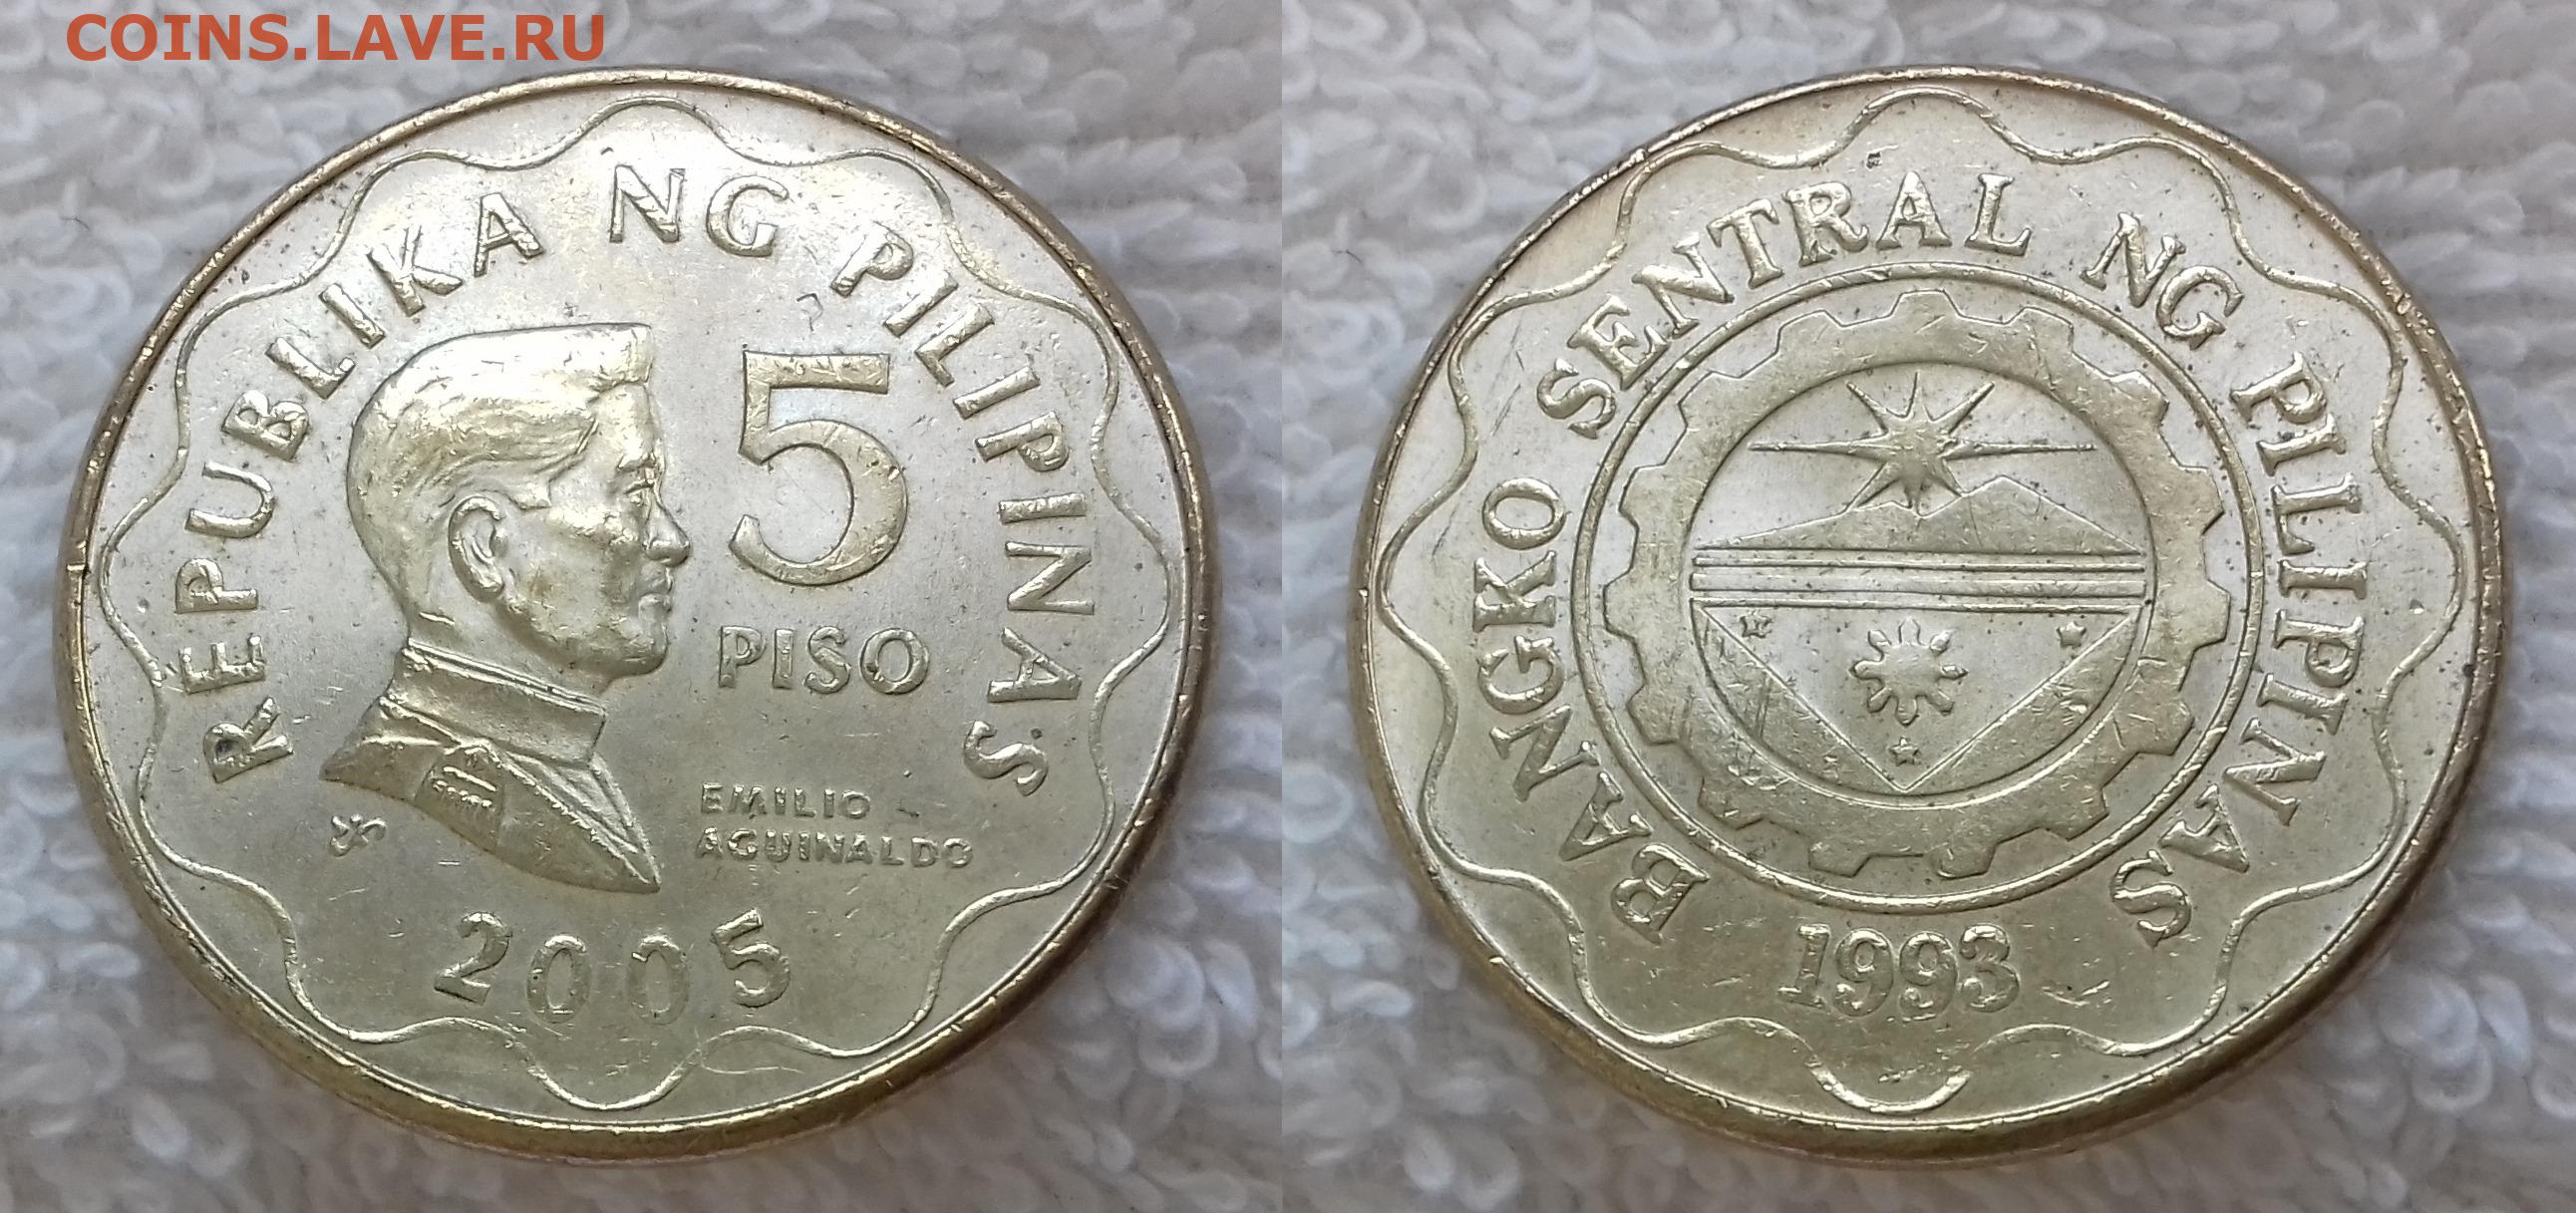 COINS.LAVE.RU
REPUBLIKA NG PILIPINAS
5
PISO
EMILIO
AGUINALDO
2005
BANGKO SENTRAL NG PILIPINAS
1993